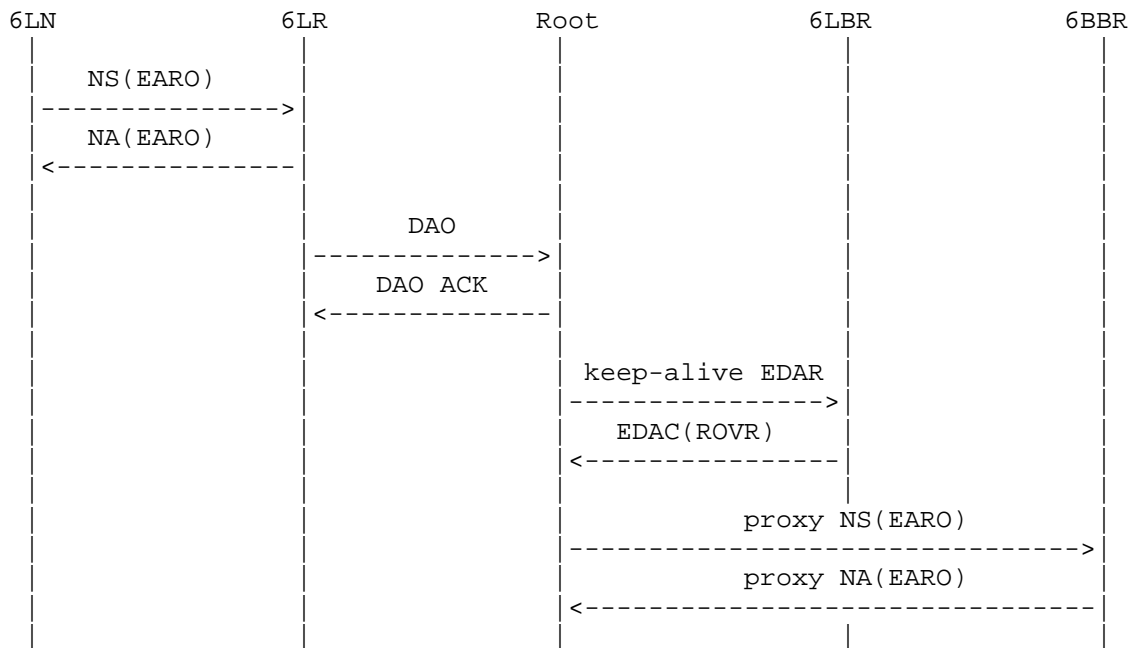 6LN 6LR Root 6LBR 6BBR
NS(EARO)
NA(EARO)
DAO
DAO ACK
keep-alive EDAR
EDAC(ROVR)
proxy NS(EARO)
proxy NA(EARO)